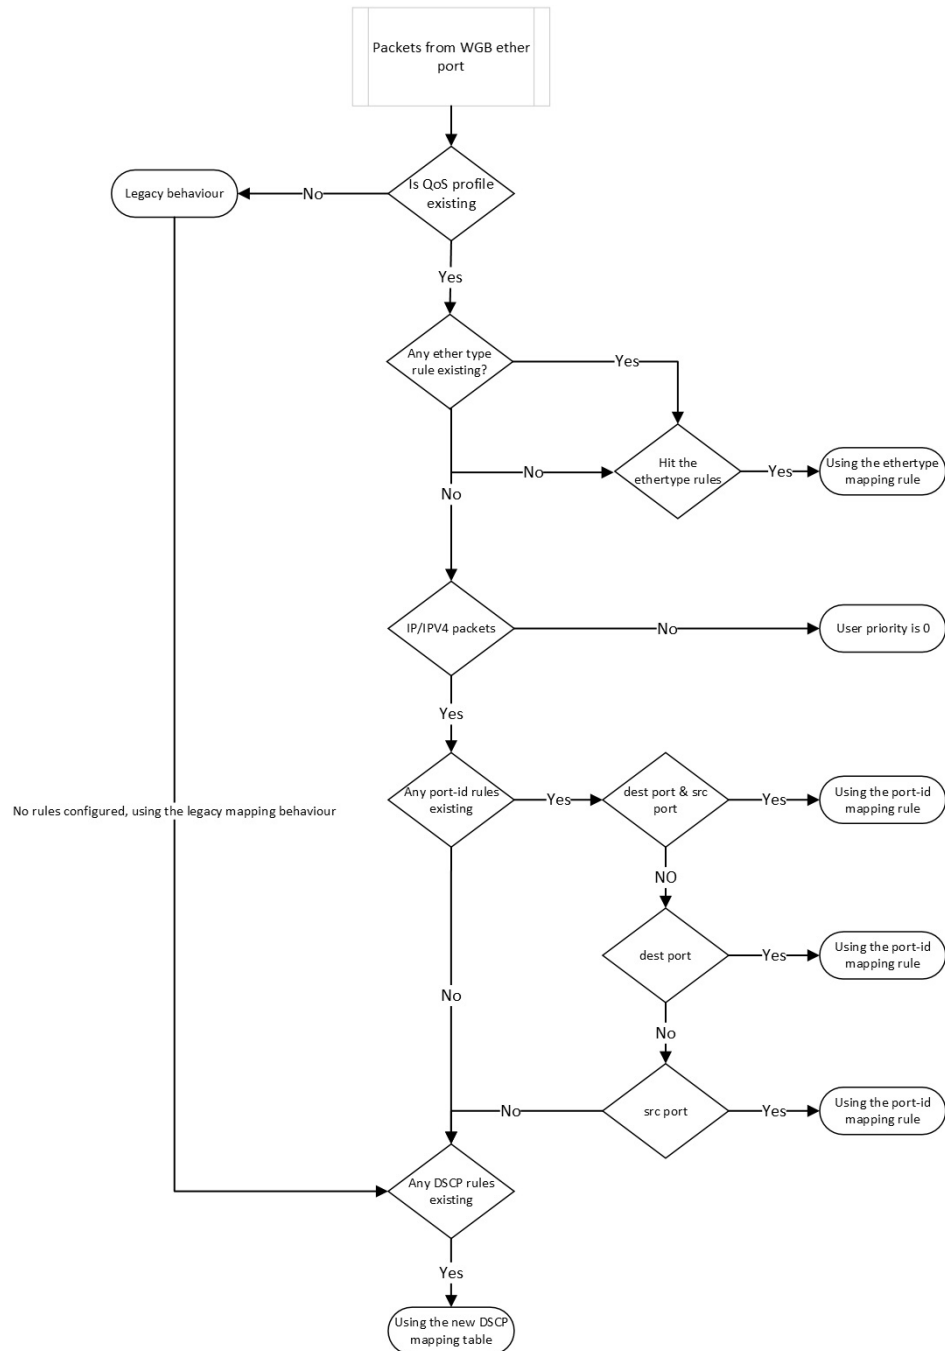 Packets from WGB ether
port
Is QoS profile
existing
No
Legacy behaviour
Yes
Any ether type
rule existing?
Yes
Hit the
ethertype rules
Yes
Using the ethertype
mapping rule
No
No
IP/IPV4 packets
No
User priority is 0
Yes
Any port-id rules
existing
Yes
dest port & src
port
Yes
Using the port-id
mapping rule
No rules configured, using the legacy mapping behaviour
NO
dest port
Yes
Using the port-id
mapping rule
No
No
src port
Yes
Using the port-id
mapping rule
No
Any DSCP rules
existing
Yes
Using the new DSCP
mapping table